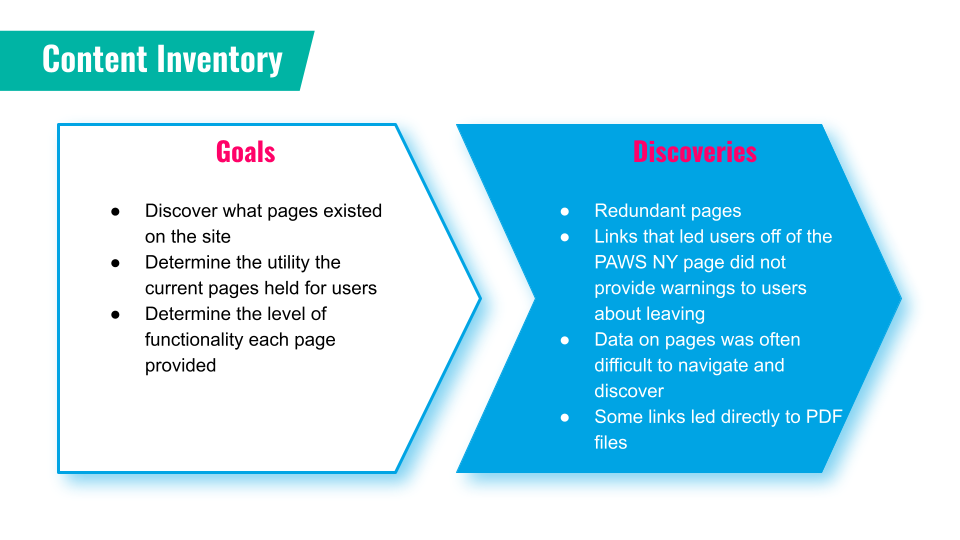 Content Inventory
Goals
● Discover what pages existed
on the site
● Determine the utility the
current pages held for users
● Determine the level of
functionality each page
provided
Discoveries
● Redundant pages
● Links that led users off of the
PAWS NY page did not
provide warnings to users
about leaving
● Data on pages was often
difficult to navigate and
discover
● Some links led directly to PDF
files